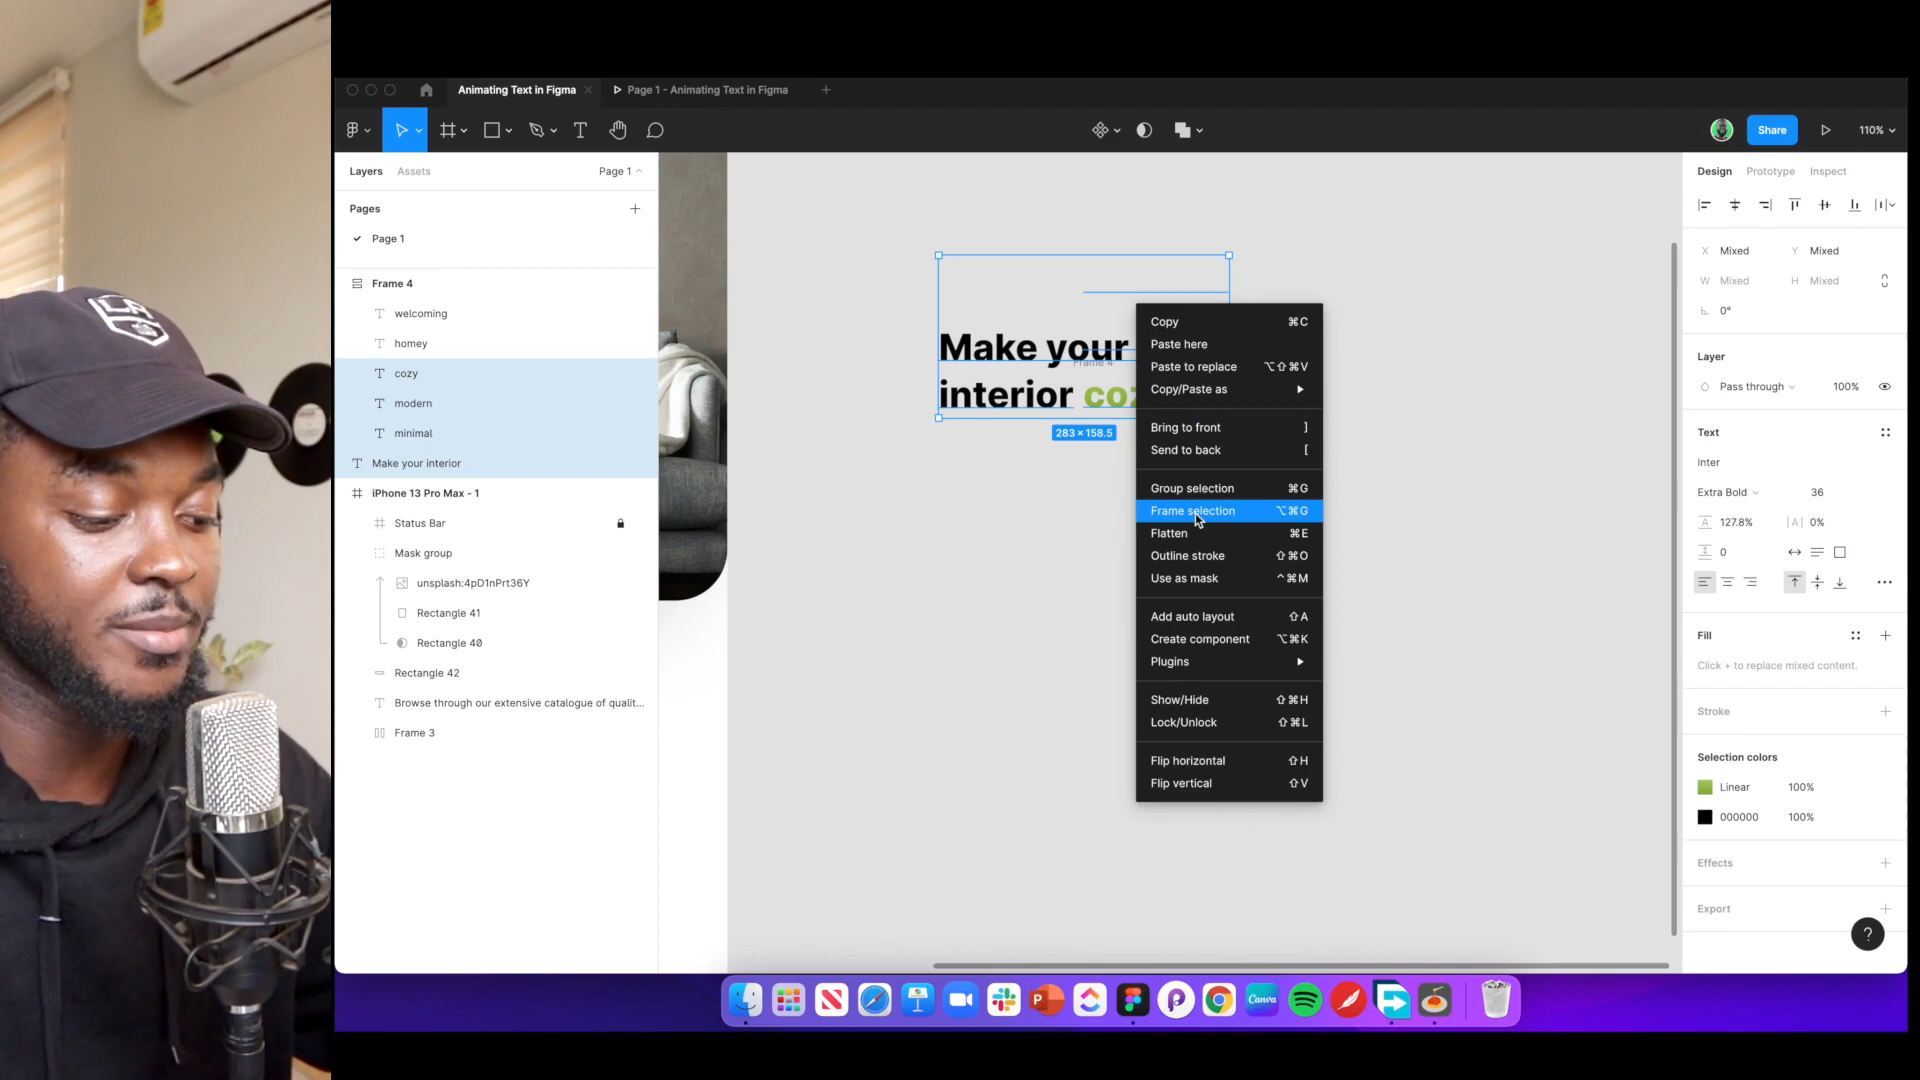 LA
Animating Text in Figma
Page 1 - Animating Text in Figma
Share
110%
Layers
Assets
Page 1
Pages
Page 1
Frame 4
welcoming
homey
cozy
modern
minimal
Make your interior
iPhone 13 Pro Max - 1
Status Bar
Mask group
unsplash:4pD1nPrt36Y
Rectangle 41
Rectangle 40
Rectangle 42
Browse through our extensive catalogue of qualit...
Frame 3
Make your
Frame 4
interior coz
283 × 158.5
Copy ⌘C
Paste here
Paste to replace ⌥⇧⌘V
Copy/Paste as
Bring to front ]
Send to back [
Group selection ⌘G
Frame selection ⌥⌘G
Flatten ⌘E
Outline stroke ⇧⌘O
Use as mask ^⌘M
Add auto layout ⇧A
Create component ⌥⌘K
Plugins
Show/Hide ⇧⌘H
Lock/Unlock ⇧⌘L
Flip horizontal ⇧H
Flip vertical ⇧V
Design
Prototype
Inspect
X Mixed Y Mixed
W Mixed H Mixed
0°
Layer
Pass through 100%
Text
Inter
Extra Bold 36
127.8% |A| 0%
0
Fill
Click + to replace mixed content.
Stroke
Selection colors
Linear 100%
000000 100%
Effects
Export
?
Canva